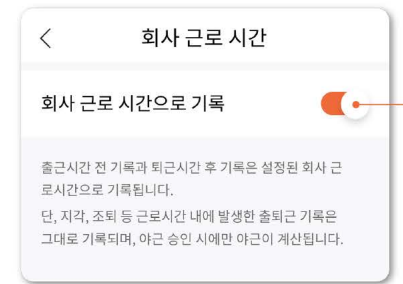 회사 근로 시간
회사 근로 시간으로 기록
출근시간 전 기록과 퇴근시간 후 기록은 설정된 회사 근
로시간으로 기록됩니다.
단, 지각, 조퇴 등 근로시간 내에 발생한 출퇴근 기록은
그대로 기록되며, 야근 승인 시에만 야근이 계산됩니다.